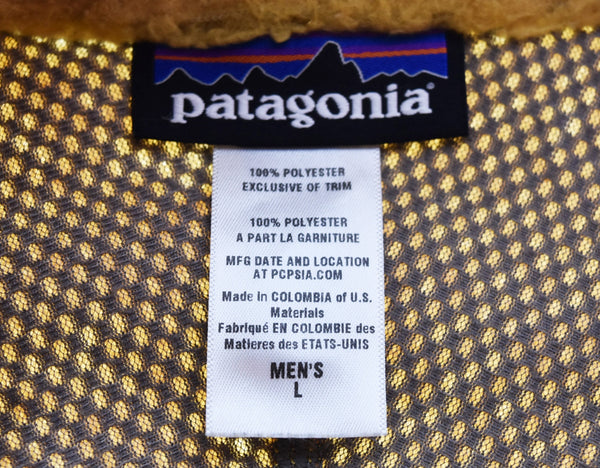 patagonia®
100% POLYESTER
EXCLUSIVE OF TRIM
100% POLYESTER
A PART LA GARNITURE
MFG DATE AND LOCATION
AT PCPSIA.COM
Made in COLOMBIA of U.S.
Materials
Fabriqué EN COLOMBIE des
Matieres des ETATS-UNIS
MEN'S
L